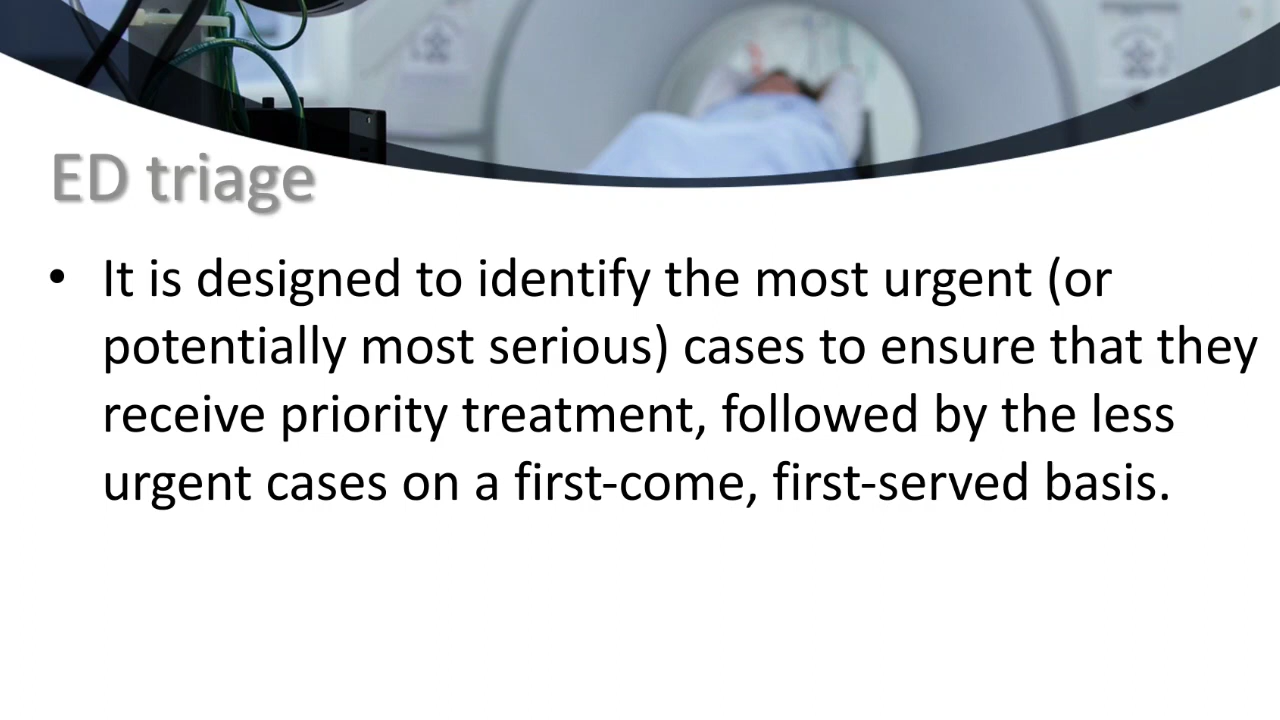 ED triage
• It is designed to identify the most urgent (or
potentially most serious) cases to ensure that they
receive priority treatment, followed by the less
urgent cases on a first-come, first-served basis.